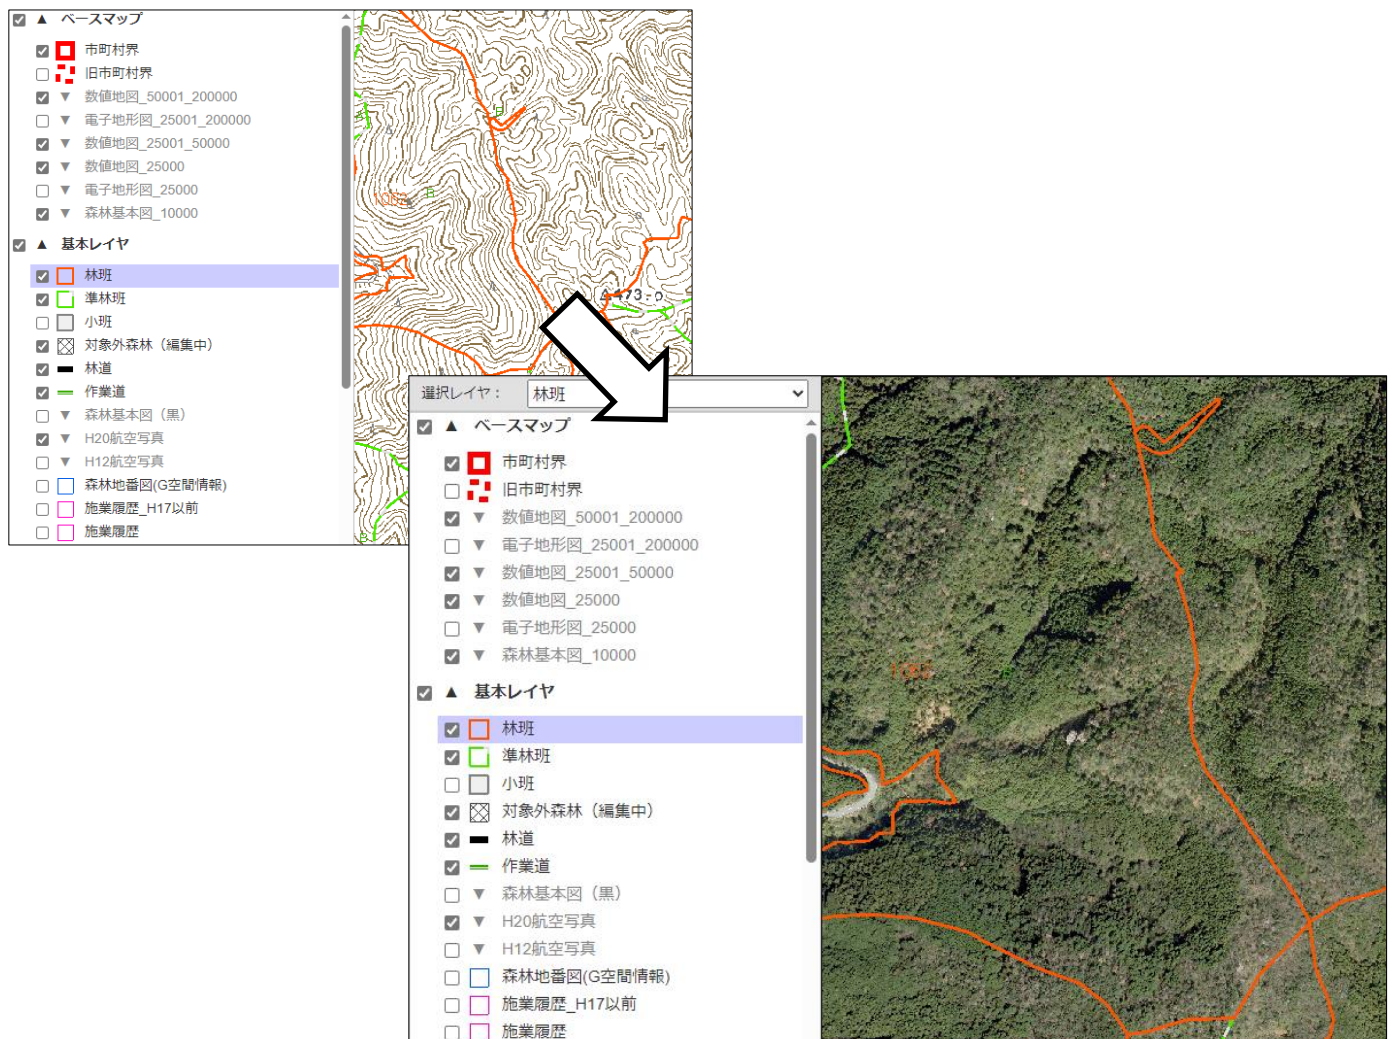 ▲ ベースマップ
市町村界
旧市町村界
▼ 数値地図_50001_200000
▼ 電子地形図_25001_200000
▼ 数値地図_25001_50000
▼ 数値地図_25000
▼ 電子地形図_25000
▼ 森林基本図_10000
▲ 基本レイヤ
林班
準林班
小班
対象外森林（編集中）
林道
作業道
▼ 森林基本図（黒）
▼ H20航空写真
▼ H12航空写真
森林地番図(G空間情報)
施業履歴_H17以前
施業履歴
B
B
473
B
選択レイヤ： 林班
▲ ベースマップ
市町村界
旧市町村界
▼ 数値地図_50001_200000
▼ 電子地形図_25001_200000
▼ 数値地図_25001_50000
▼ 数値地図_25000
▼ 電子地形図_25000
▼ 森林基本図_10000
▲ 基本レイヤ
林班
準林班
小班
対象外森林（編集中）
林道
作業道
▼ 森林基本図（黒）
▼ H20航空写真
▼ H12航空写真
森林地番図(G空間情報)
施業履歴_H17以前
施業履歴